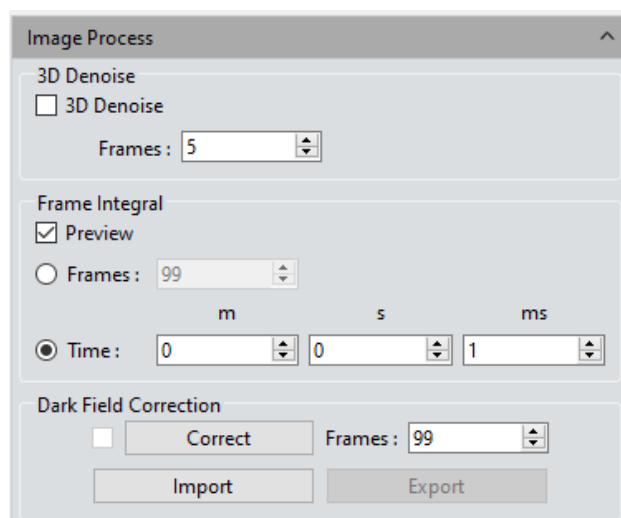 Image Process
3D Denoise
3D Denoise
Frames : 5
Frame Integral
Preview
Frames : 99
m s ms
Time : 0 0 1
Dark Field Correction
Correct Frames : 99
Import Export